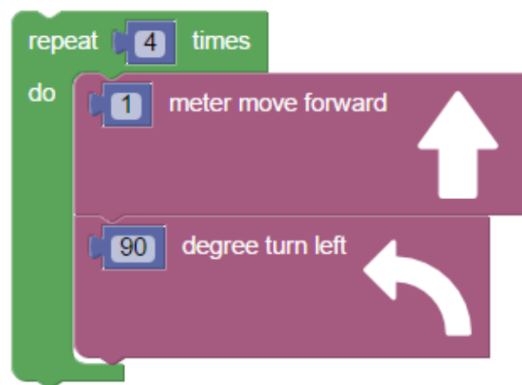 repeat 4 times
do
1 meter move forward
90 degree turn left